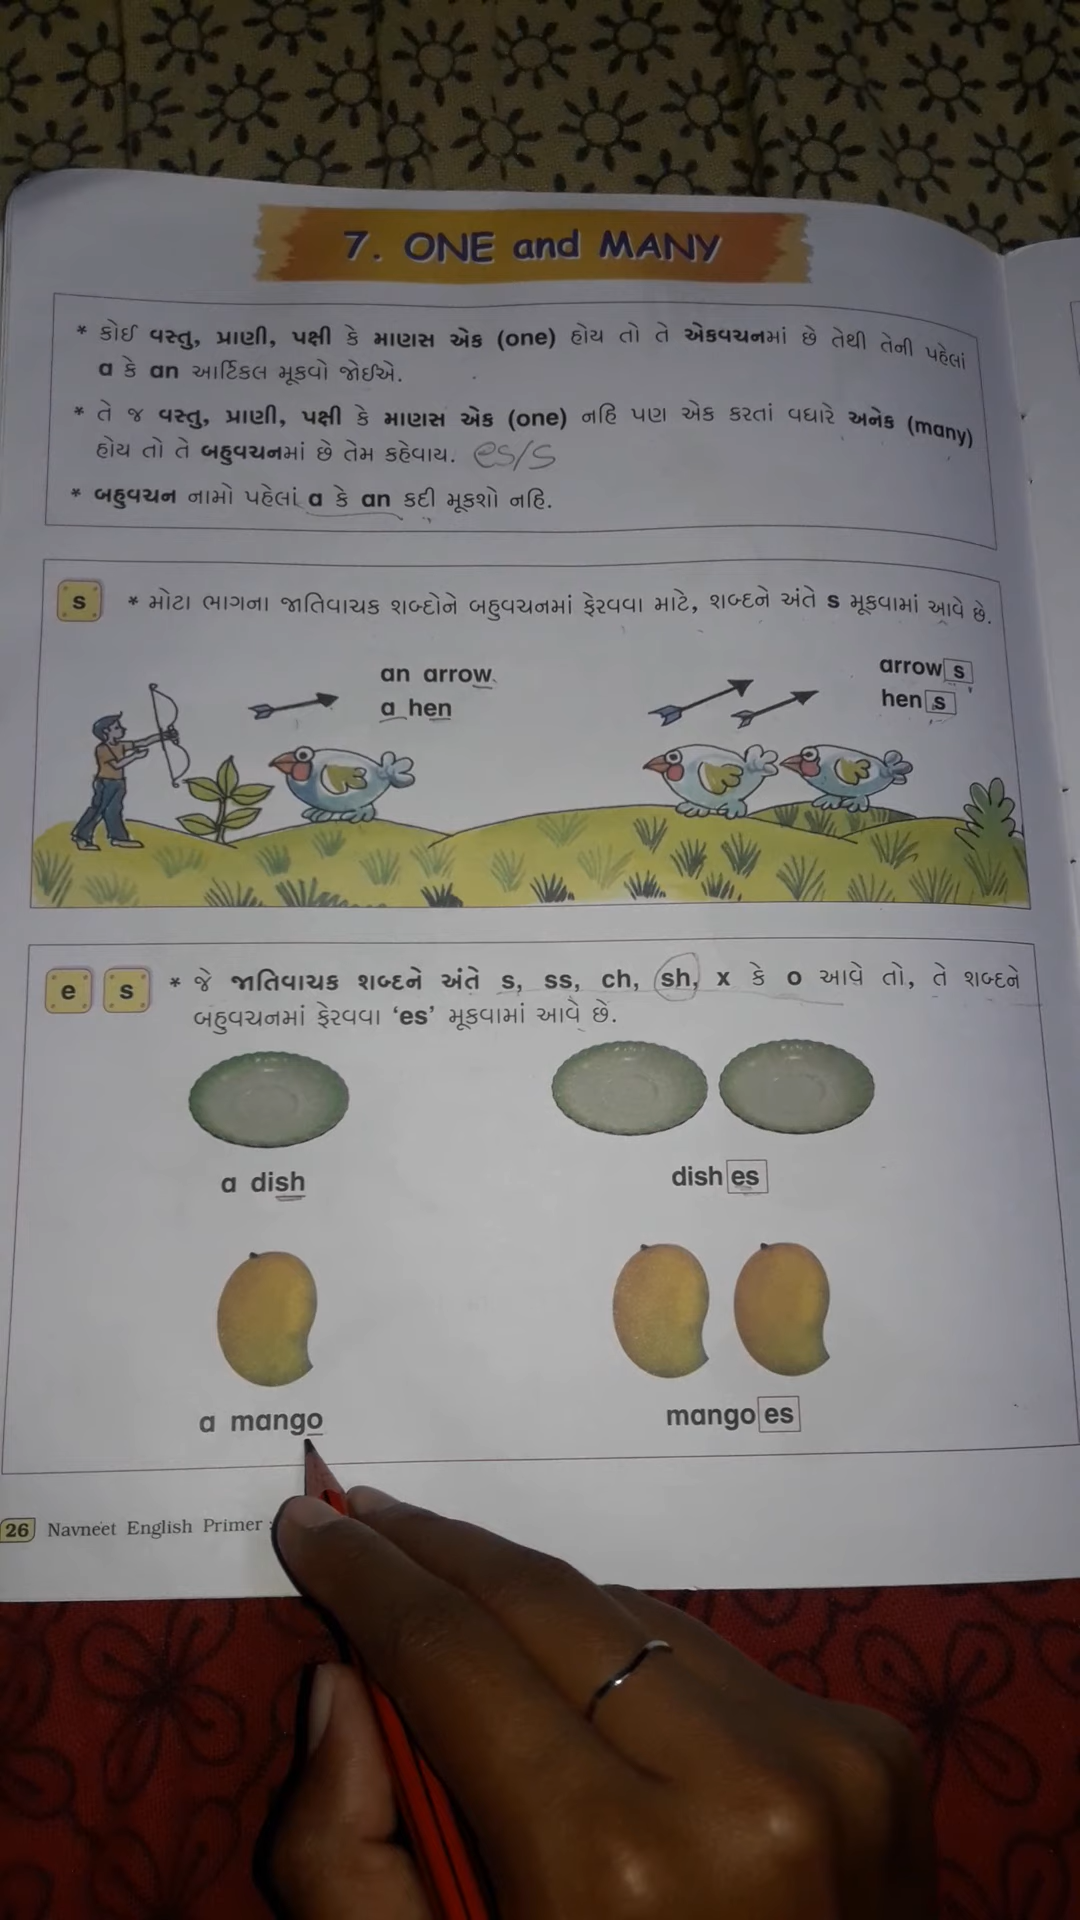 7. ONE and MANY
* કોઈ વસ્તુ, પ્રાણી, પક્ષી કે માણસ એક (one) હોય તો તે એકવચનમાં છે તેથી તેની પહેલાં
a કે an આર્ટિકલ મૂકવો જોઈએ.
* તે જ વસ્તુ, પ્રાણી, પક્ષી કે માણસ એક (one) નહિ પણ એક કરતાં વધારે અનેક (many)
હોય તો તે બહુવચનમાં છે તેમ કહેવાય. es/s
* બહુવચન નામો પહેલાં a કે an કદી મૂકશો નહિ.
s * મોટા ભાગના જાતિવાચક શબ્દોને બહુવચનમાં ફેરવવા માટે, શબ્દને અંતે s મૂકવામાં આવે છે.
an arrow arrow s
a hen hen s
e s * જે જાતિવાચક શબ્દને અંતે s, ss, ch, sh, x કે o આવે તો, તે શબ્દને
બહુવચનમાં ફેરવવા ‘es’ મૂકવામાં આવે છે.
a dish dish es
a mango mango es
26 Navneet English Primer :